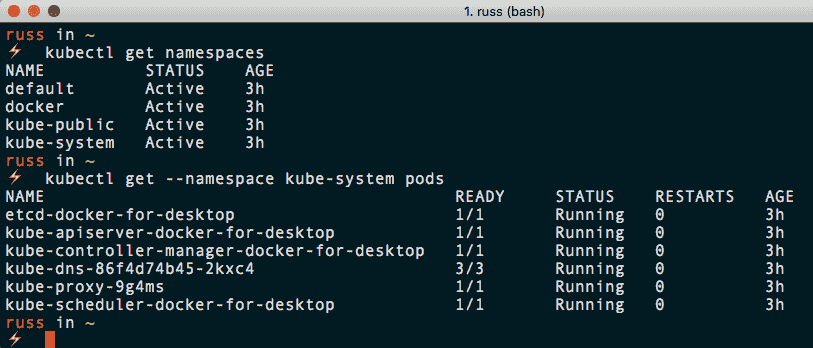 1. russ (bash)
russ in ~
⚡ kubectl get namespaces
NAME STATUS AGE
default Active 3h
docker Active 3h
kube-public Active 3h
kube-system Active 3h
russ in ~
⚡ kubectl get --namespace kube-system pods
NAME READY STATUS RESTARTS AGE
etcd-docker-for-desktop 1/1 Running 0 3h
kube-apiserver-docker-for-desktop 1/1 Running 0 3h
kube-controller-manager-docker-for-desktop 1/1 Running 0 3h
kube-dns-86f4d74b45-2kxc4 3/3 Running 0 3h
kube-proxy-9g4ms 1/1 Running 0 3h
kube-scheduler-docker-for-desktop 1/1 Running 0 3h
russ in ~
⚡